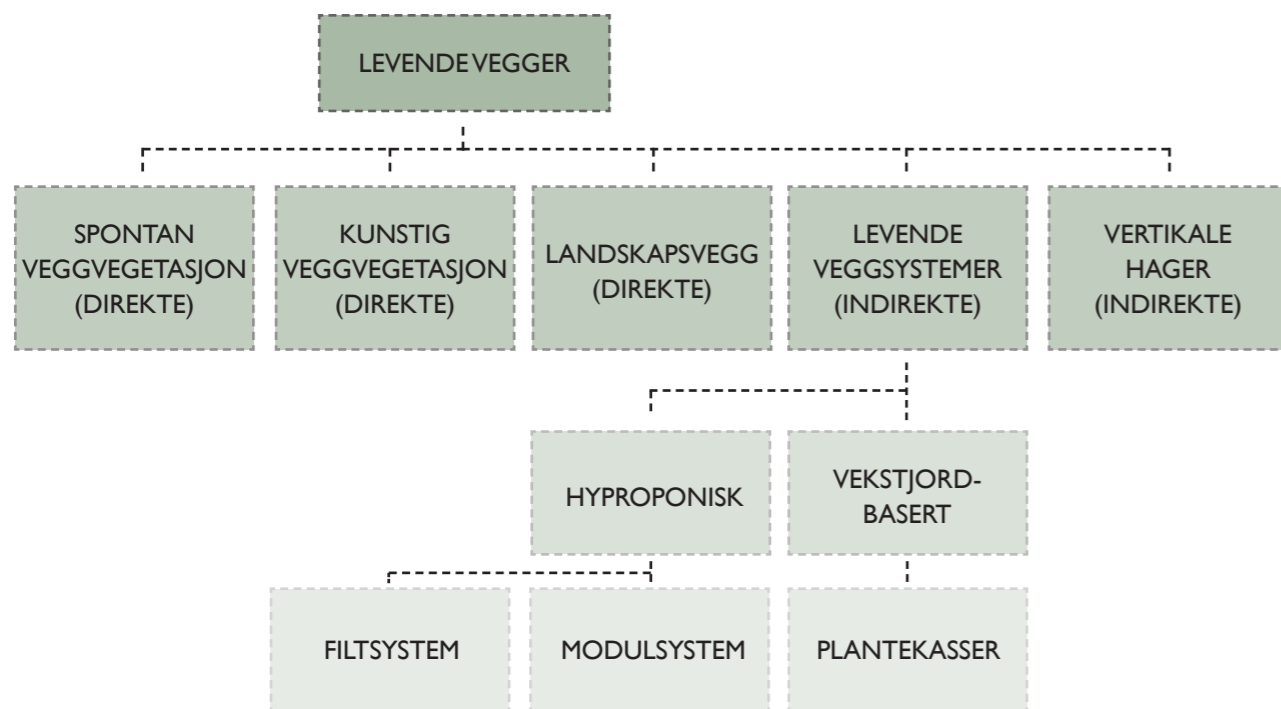 LEVENDE VEGGER
SPONTAN
VEGGVEGETASJON
(DIREKTE)
KUNSTIG
VEGGVEGETASJON
(DIREKTE)
LANDSKAPSVEGG
(DIREKTE)
LEVENDE
VEGGSYSTEMER
(INDIREKTE)
VERTIKALE
HAGER
(INDIREKTE)
HYPROPONISK
VEKSTJORD-
BASERT
FILTSYSTEM
MODULSYSTEM
PLANTEKASSER